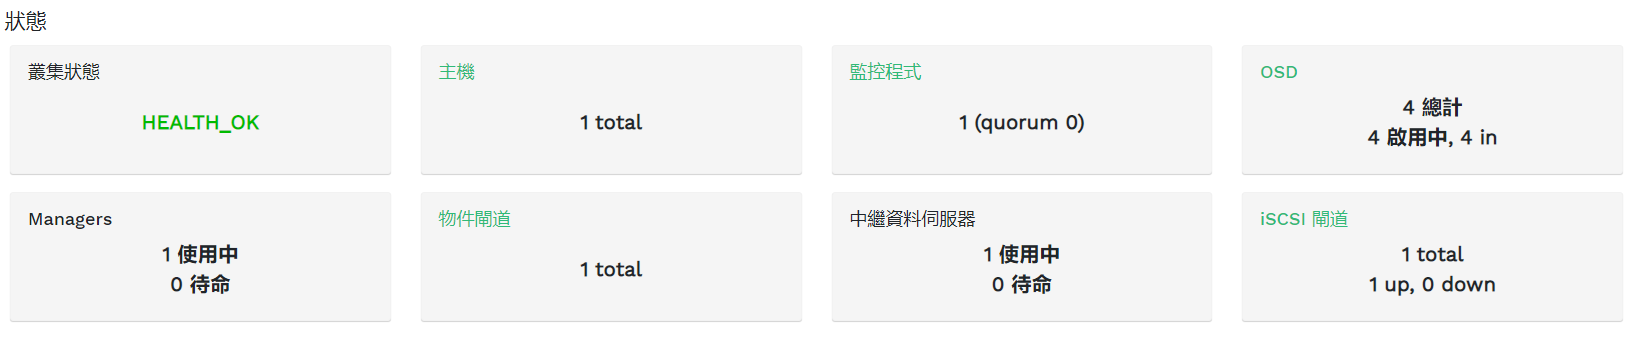 狀態
叢集狀態
HEALTH_OK
主機
1 total
監控程式
1 (quorum 0)
OSD
4 總計
4 啟用中, 4 in
Managers
1 使用中
0 待命
物件閘道
1 total
中繼資料伺服器
1 使用中
0 待命
iSCSI 閘道
1 total
1 up, 0 down